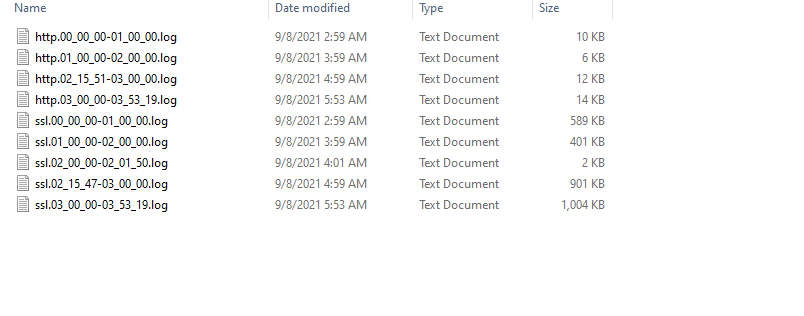 Name Date modified Type Size
http.00_00_00-01_00_00.log 9/8/2021 2:59 AM Text Document 10 KB
http.01_00_00-02_00_00.log 9/8/2021 3:59 AM Text Document 6 KB
http.02_15_51-03_00_00.log 9/8/2021 4:59 AM Text Document 12 KB
http.03_00_00-03_53_19.log 9/8/2021 5:53 AM Text Document 14 KB
ssl.00_00_00-01_00_00.log 9/8/2021 2:59 AM Text Document 589 KB
ssl.01_00_00-02_00_00.log 9/8/2021 3:59 AM Text Document 401 KB
ssl.02_00_00-02_01_50.log 9/8/2021 4:01 AM Text Document 2 KB
ssl.02_15_47-03_00_00.log 9/8/2021 4:59 AM Text Document 901 KB
ssl.03_00_00-03_53_19.log 9/8/2021 5:53 AM Text Document 1,004 KB